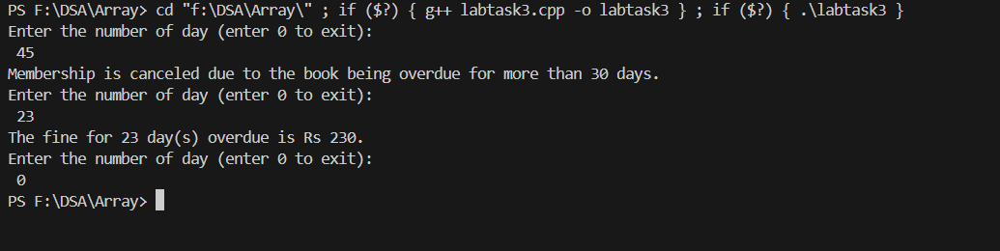 PS F:\DSA\Array> cd "f:\DSA\Array\" ; if ($?) { g++ labtask3.cpp -o labtask3 } ; if ($?) { .\labtask3 }
Enter the number of day (enter 0 to exit):
 45
Membership is canceled due to the book being overdue for more than 30 days.
Enter the number of day (enter 0 to exit):
 23
The fine for 23 day(s) overdue is Rs 230.
Enter the number of day (enter 0 to exit):
 0
PS F:\DSA\Array>